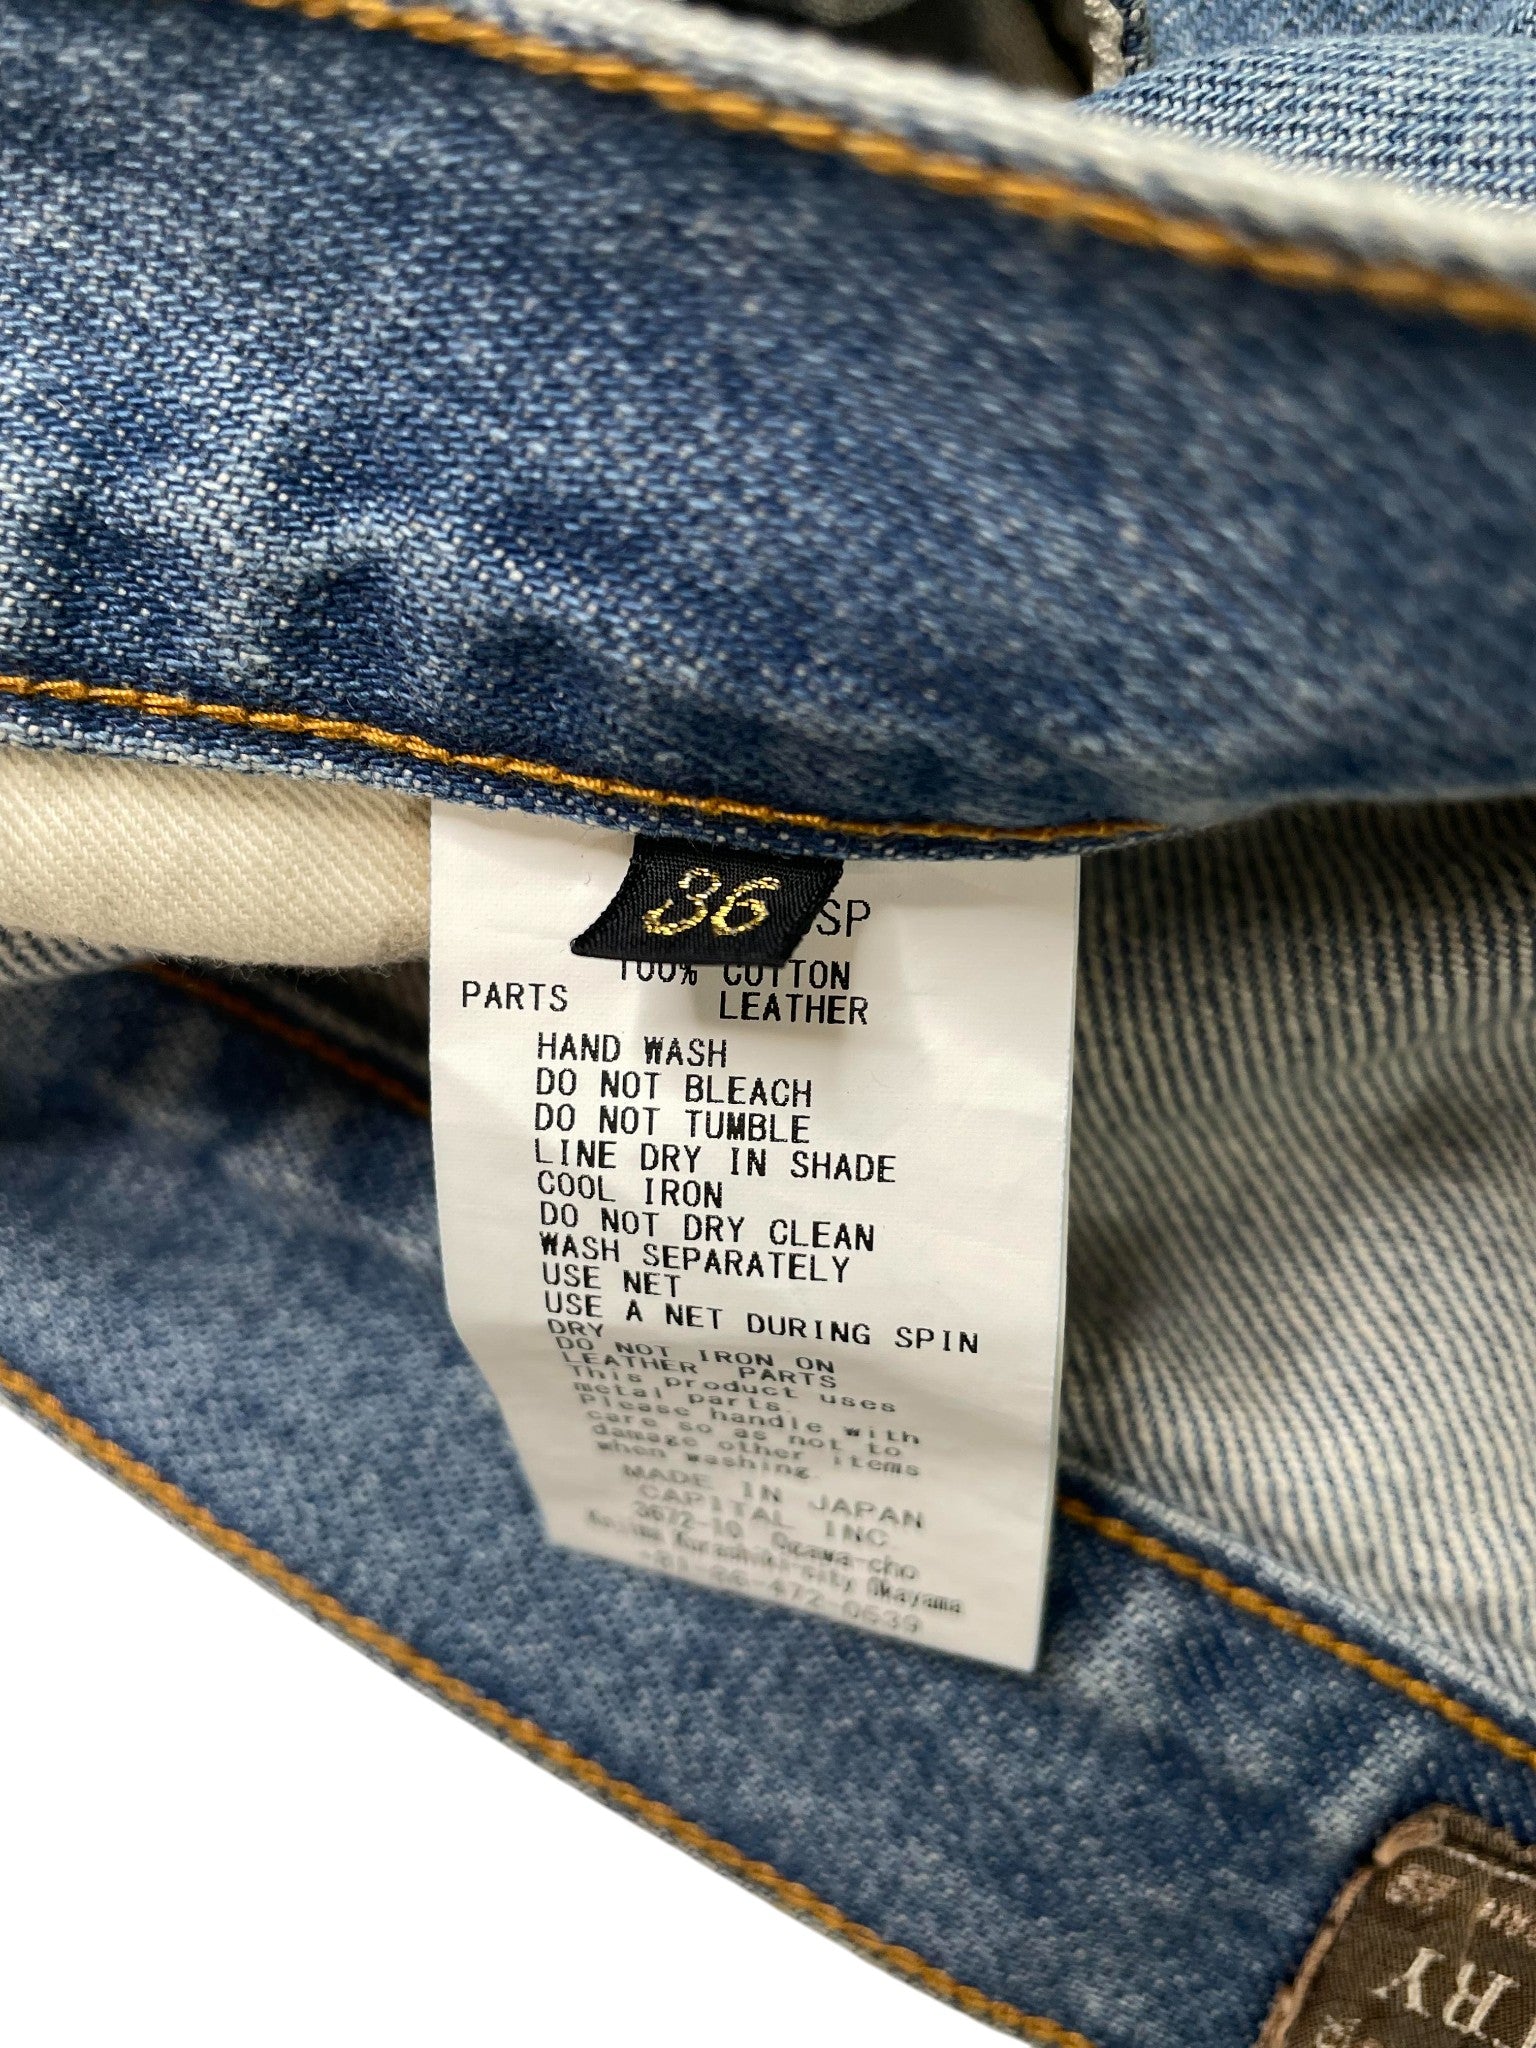 36
SP
100% COTTON
PARTS LEATHER
HAND WASH
DO NOT BLEACH
DO NOT TUMBLE
LINE DRY IN SHADE
COOL IRON
DO NOT DRY CLEAN
WASH SEPARATELY
USE NET
USE A NET DURING SPIN
DRY
DO NOT IRON ON
LEATHER PARTS
This product uses
metal parts.
Please handle with
care so as not to
damage other items
when washing.
MADE IN JAPAN
CAPITAL INC
3672-10 Ozawa-cho
Kojima Kurashiki-city Okayama
+81-86-472-0539
TRY